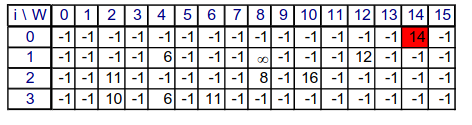 i \ W 0 1 2 3 4 5 6 7 8 9 10 11 12 13 14 15
0 -1 -1 -1 -1 -1 -1 -1 -1 -1 -1 -1 -1 -1 -1 14 -1
1 -1 -1 -1 -1 6 -1 -1 -1 ∞ -1 -1 -1 12 -1 -1 -1
2 -1 -1 11 -1 -1 -1 -1 -1 8 -1 16 -1 -1 -1 -1 -1
3 -1 -1 10 -1 6 -1 11 -1 -1 -1 -1 -1 -1 -1 -1 -1